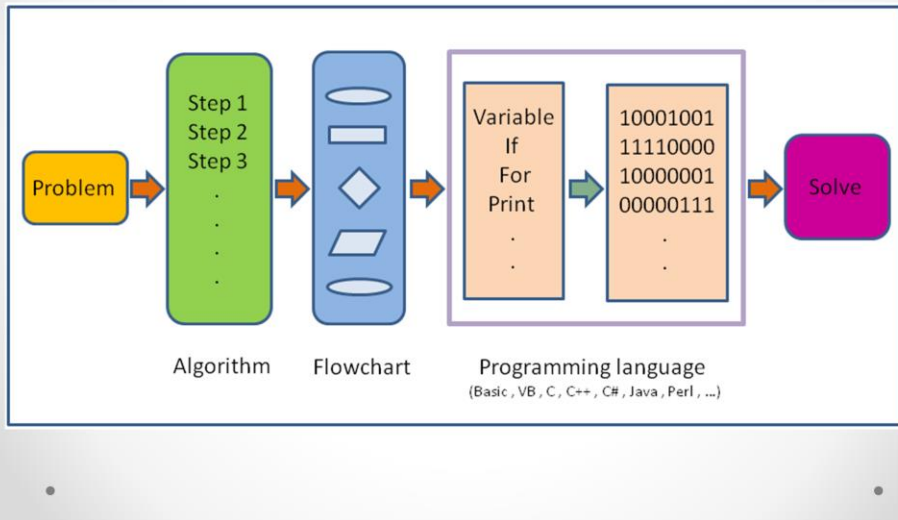 Problem
Step 1
Step 2
Step 3
.
.
.
.
Variable
If
For
Print
.
.
10001001
11110000
10000001
00000111
.
.
Solve
Algorithm
Flowchart
Programming language
(Basic , VB , C , C++ , C# , Java , Perl , ...)